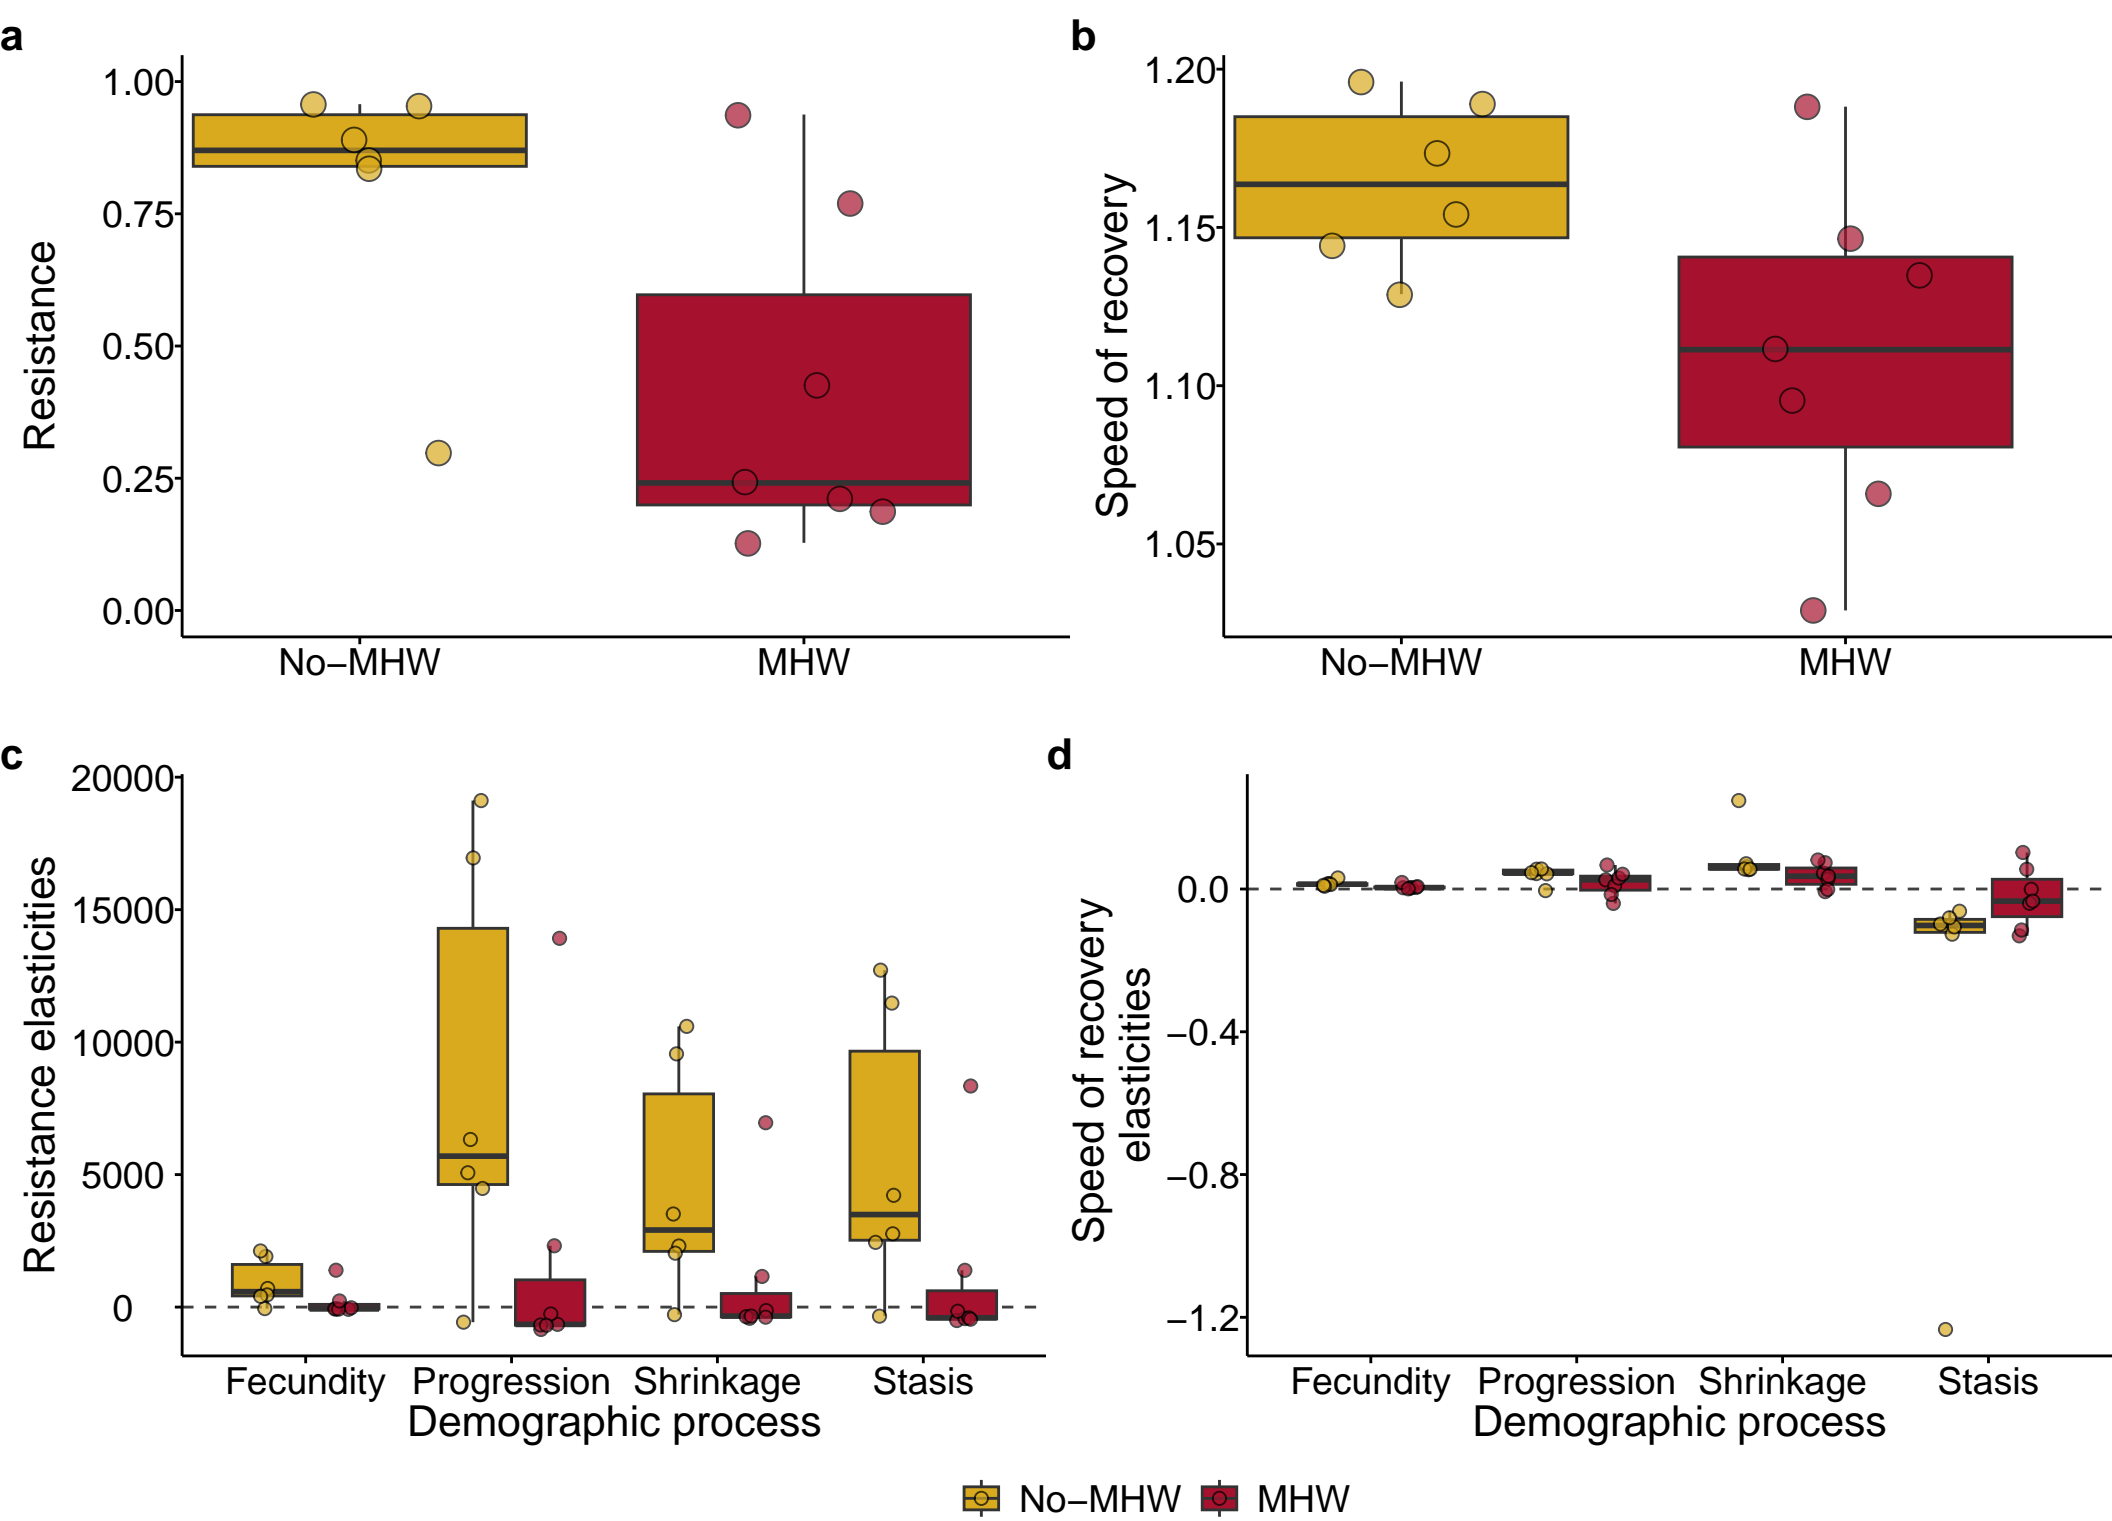 a
b
1.00
0.75
0.50
0.25
0.00
Resistance
No−MHW
MHW
1.20
1.15
1.10
1.05
Speed of recovery
No−MHW
MHW
c
d
20000
15000
10000
5000
0
Resistance elasticities
Fecundity
Progression
Shrinkage
Stasis
Demographic process
0.0
−0.4
−0.8
−1.2
Speed of recovery
elasticities
Fecundity
Progression
Shrinkage
Stasis
Demographic process
No−MHW
MHW